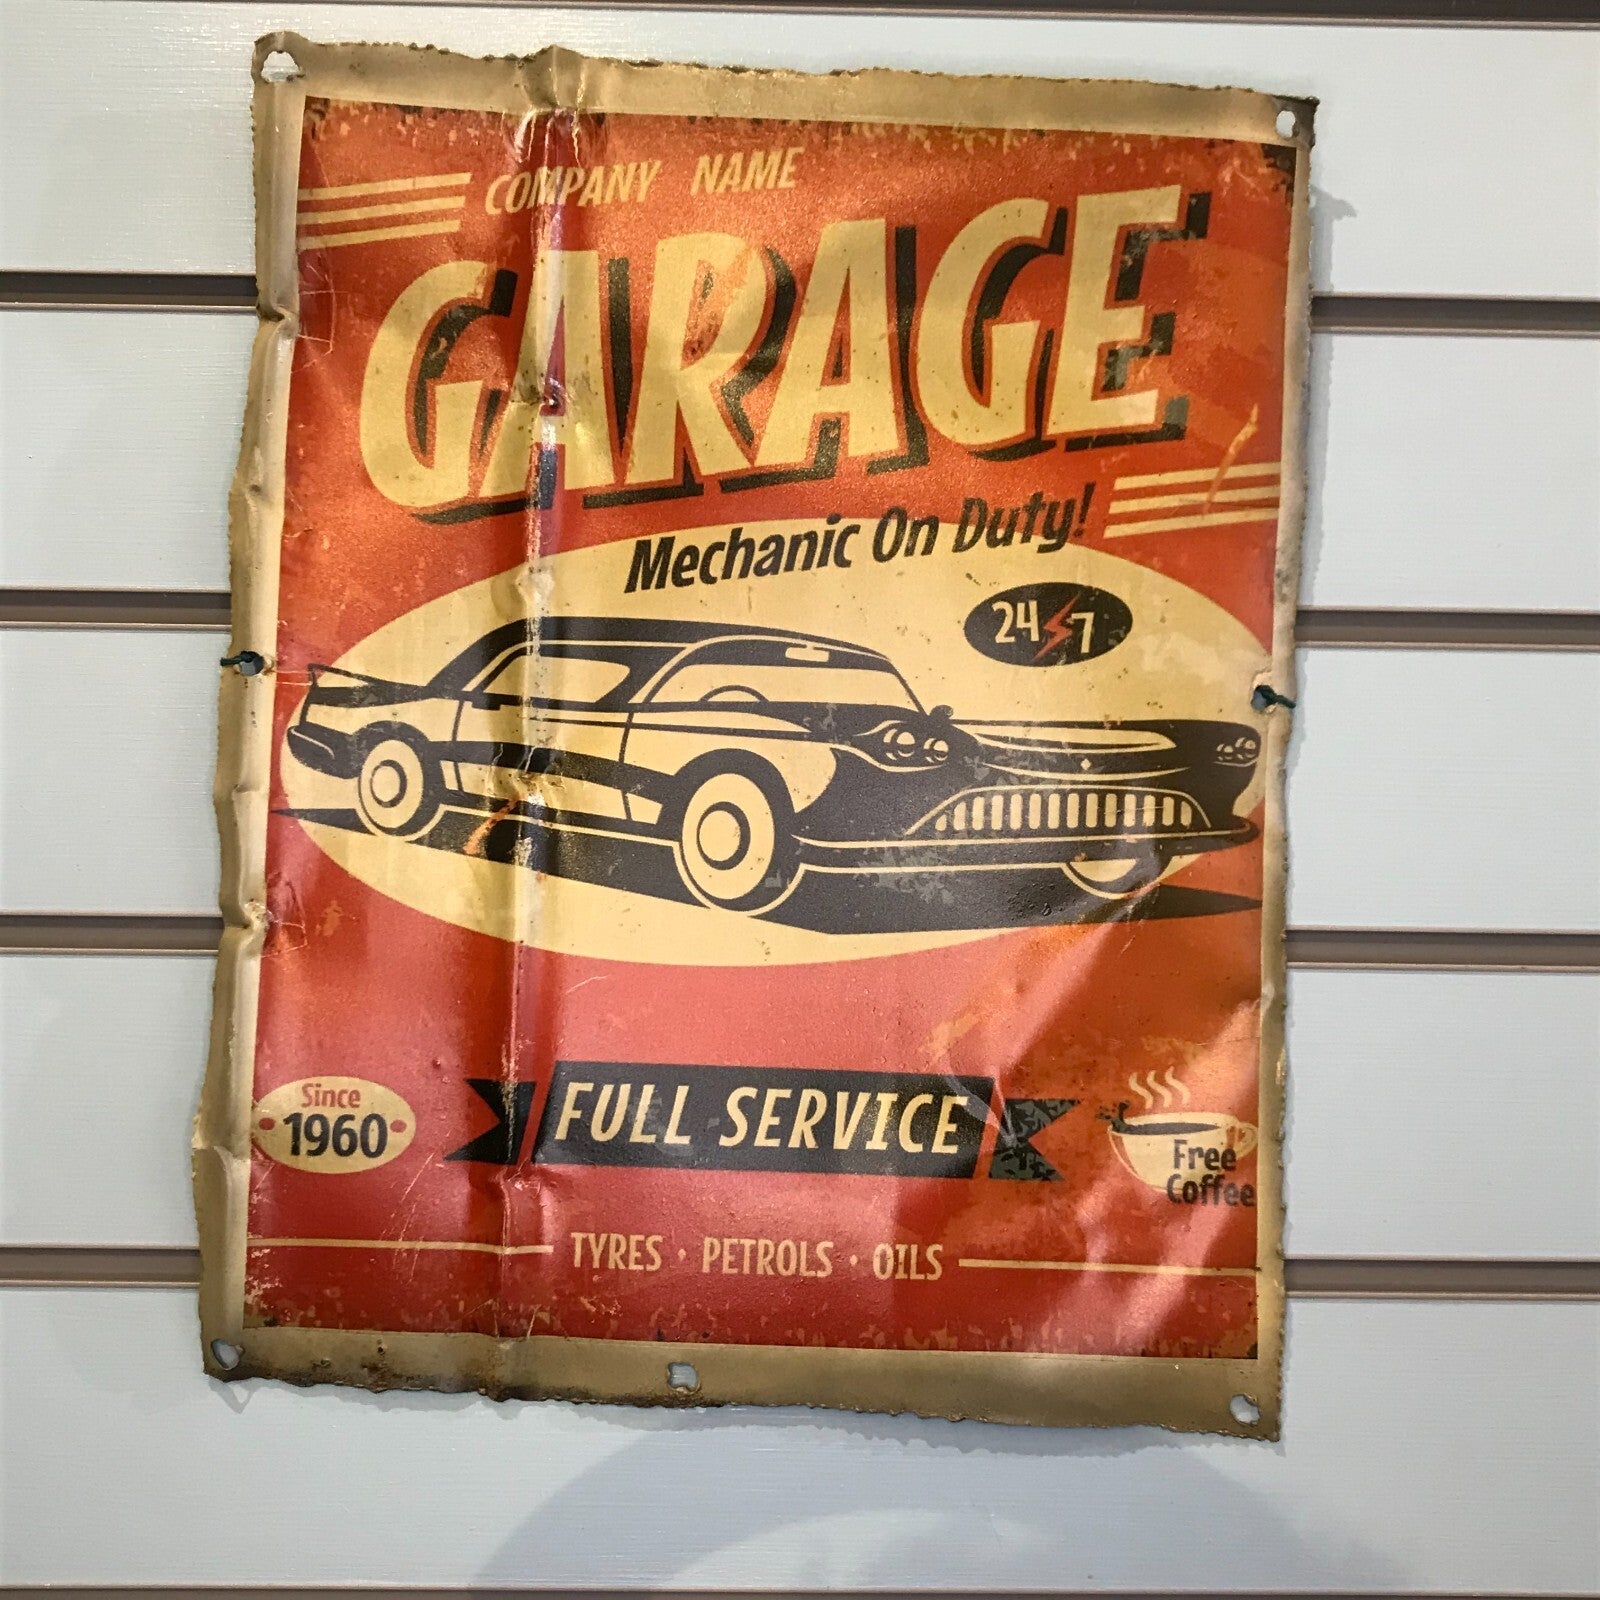 COMPANY NAME
GARAGE
Mechanic On Duty!
24 7
Since
1960
FULL SERVICE
Free
Coffee
TYRES · PETROLS · OILS